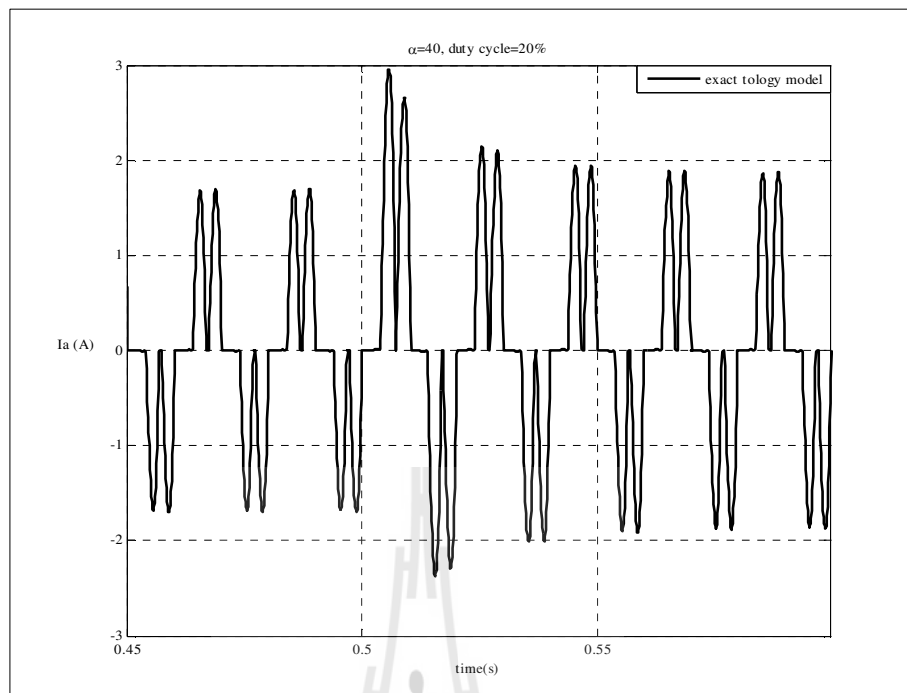 α=40, duty cycle=20%
exact tology model
3
2
1
0
-1
-2
-3
Ia (A)
0.45
0.5
0.55
time(s)